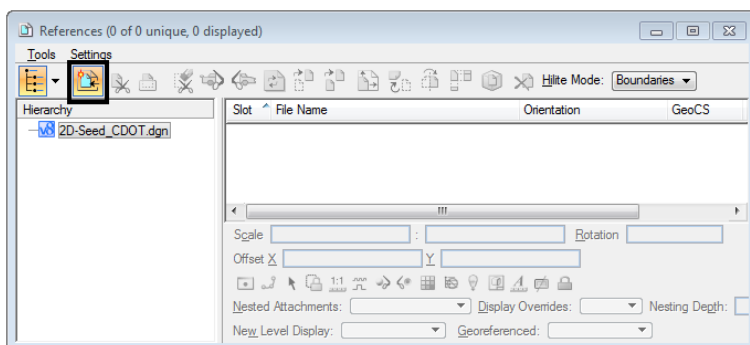 References (0 of 0 unique, 0 displayed)
Tools Settings
Hilite Mode: Boundaries
Hierarchy Slot File Name Orientation GeoCS
2D-Seed_CDOT.dgn
Scale : Rotation
Offset X Y
1:1
Nested Attachments: Display Overrides: Nesting Depth:
New Level Display: Georeferenced: